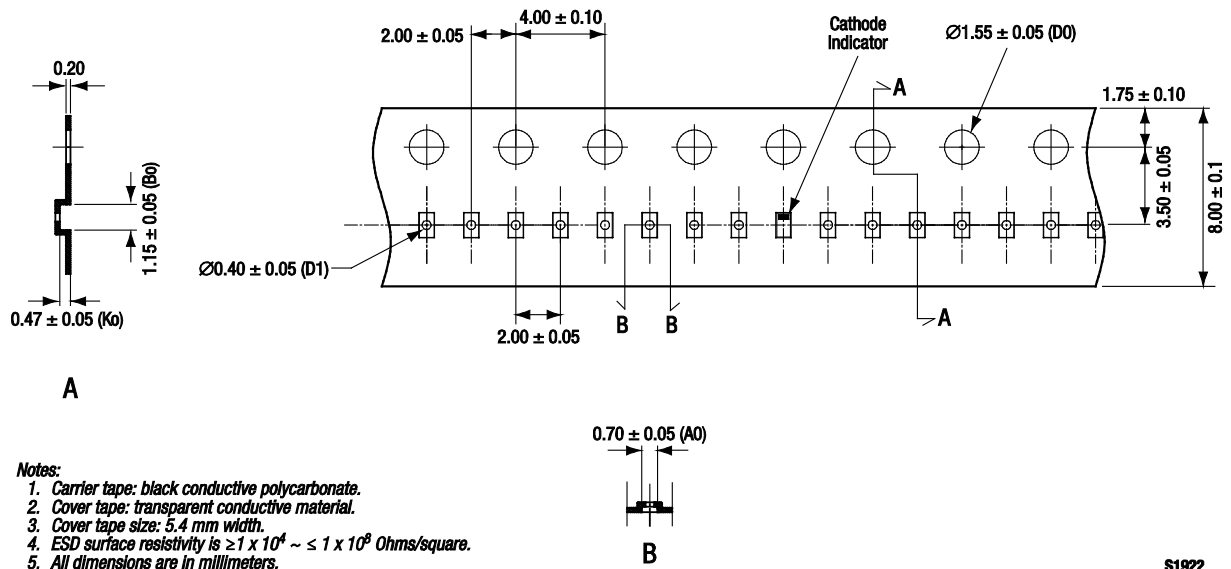 4.00 ± 0.10
2.00 ± 0.05
Cathode
Indicator
Ø1.55 ± 0.05 (D0)
0.20
A
1.75 ± 0.10
1.15 ± 0.05 (Bo)
3.50 ± 0.05
8.00 ± 0.1
Ø0.40 ± 0.05 (D1)
0.47 ± 0.05 (Ko)
B
B
A
2.00 ± 0.05
A
0.70 ± 0.05 (A0)
B
Notes:
1. Carrier tape: black conductive polycarbonate.
2. Cover tape: transparent conductive material.
3. Cover tape size: 5.4 mm width.
4. ESD surface resistivity is ≥1 x 10⁴ ~ ≤ 1 x 10⁸ Ohms/square.
5. All dimensions are in millimeters.
S1922